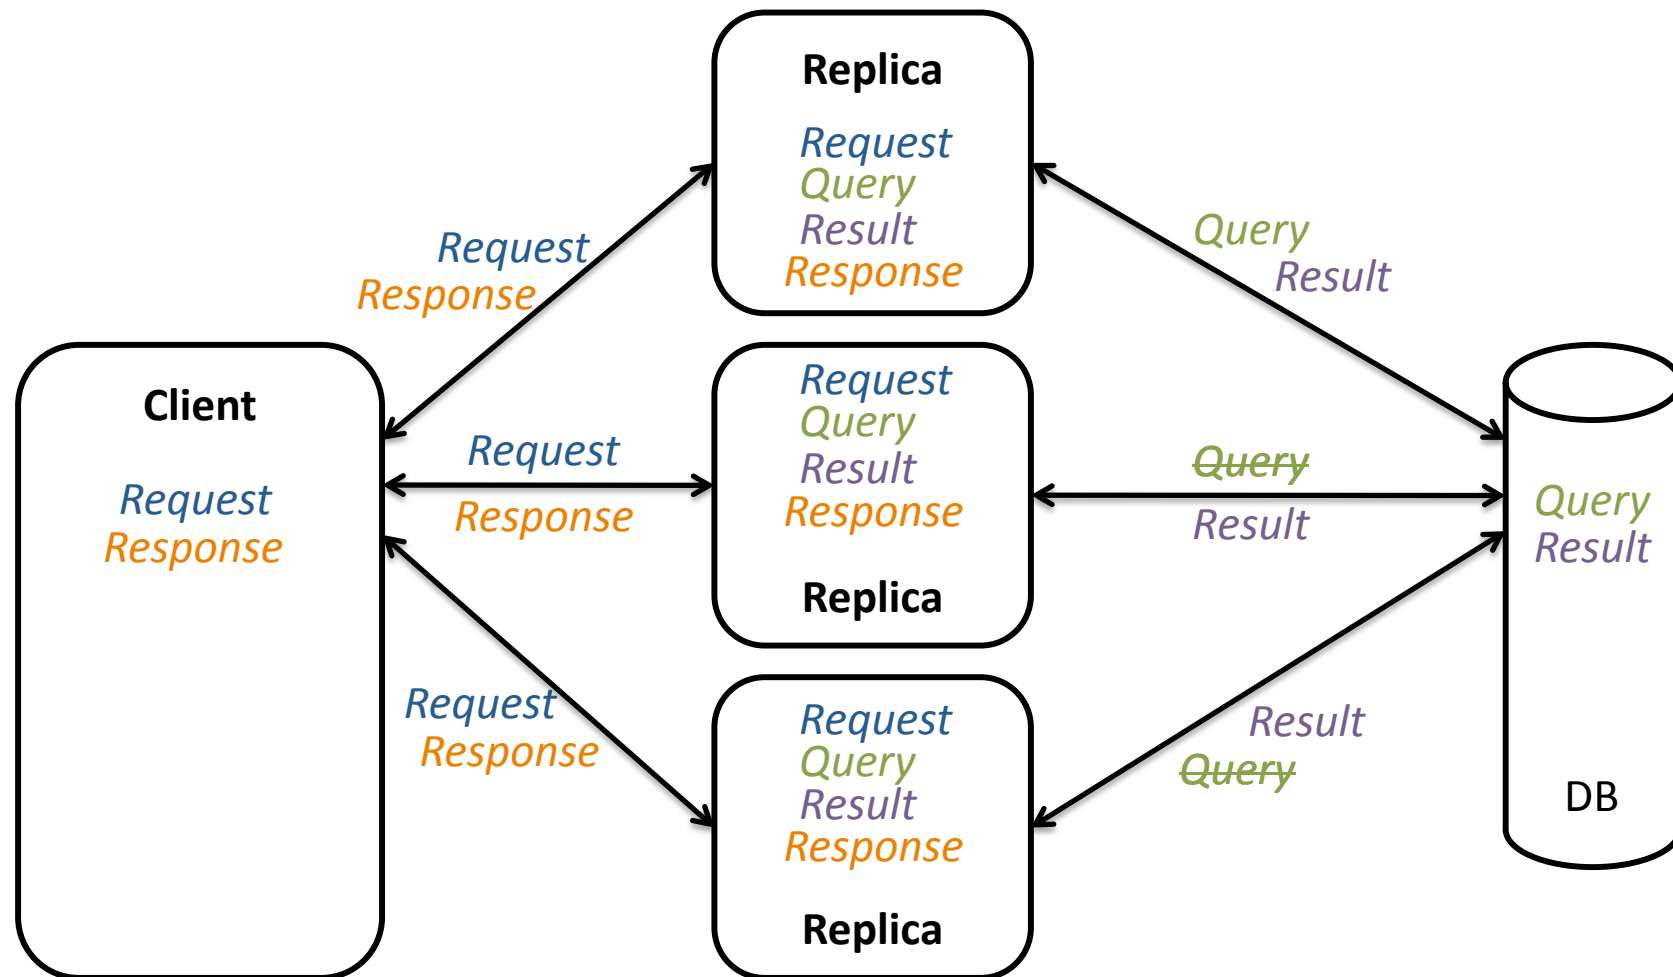 Replica
Request
Query
Result
Response
Request
Response
Query
Result
Client
Request
Response
Request
Response
Request
Query
Result
Response
Replica
Query
Result
Query
Result
DB
Request
Response
Request
Query
Result
Response
Replica
Result
Query